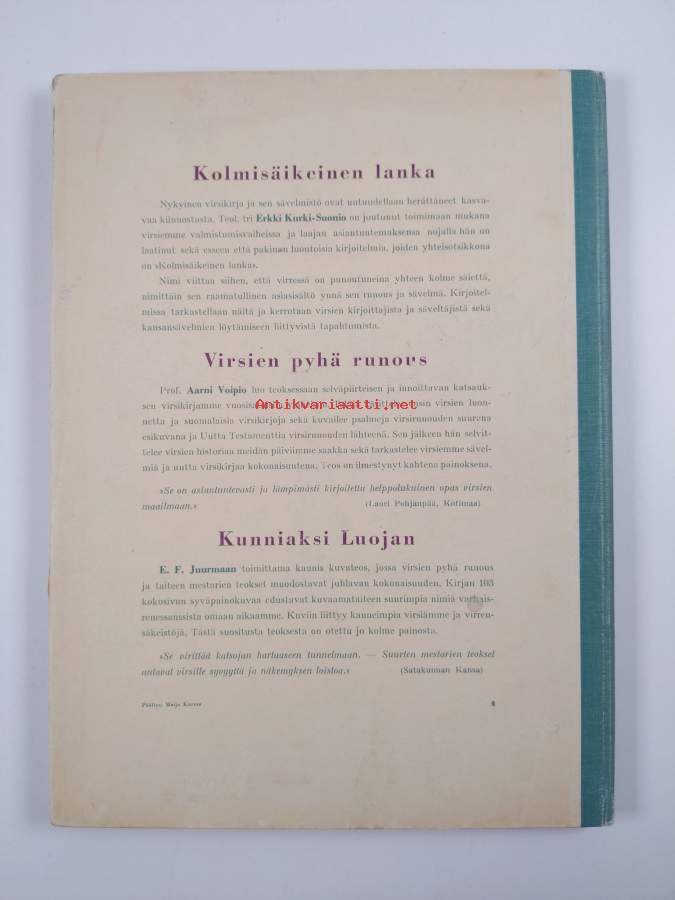 Kolmisäikeinen lanka
Nykyinen virsikirja ja sen sävelmistö ovat uutuudellaan herättäneet kasva-
vaa kiinnostusta. Teol. tri Erkki Kurki-Suonio on joutunut toimimaan mukana
virsiemme valmistumisvaiheissa ja laajan asiantuntemuksensa nojalla hän on
laatinut sekä esseen että pakinan luontoisia kirjoitelmia, joiden yhteisotsikkona
on »Kolmisäikeinen lanka».
Nimi viittaa siihen, että virressä on punoutuneina yhteen kolme säiettä,
nimittäin sen raamatullinen asiasisältö ynnä sen runous ja sävelmä. Kirjoitel-
missa tarkastellaan näitä ja kerrotaan virsien kirjoittajista ja säveltäjistä sekä
kansansävelmien löytämiseen liittyvistä tapahtumista.
Virsien pyhä runous
Prof. Aarni Voipio luo teoksessaan selväpiirteisen ja innoittavan katsauk-
sen virsikirjamme
Antikvariaatti.net
virsien luon-
netta ja suomalaisia virsikirjoja sekä kuvailee psalmeja virsirunouden suurena
esikuvana ja Uutta Testamenttia virsirunouden lähteenä. Sen jälkeen hän selvit-
telee virsien historiaa meidän päiviimme saakka sekä tarkastelee virsiemme sävel-
miä ja uutta virsikirjaa kokonaisuutena. Teos on ilmestynyt kahtena painoksena.
»Se on asiantuntevasti ja lämpimästi kirjoitettu helppolukuinen opas virsien
maailmaan.» (Lauri Pohjanpää, Kotimaa)
Kunniaksi Luojan
E. F. Juurmaan toimittama kaunis kuvateos, jossa virsien pyhä runous
ja taiteen mestarien teokset muodostavat juhlavan kokonaisuuden. Kirjan 103
kokosivun syväpainokuvaa edustavat kuvaamataiteen suurimpia nimiä varhais-
renessanssista omaan aikaamme. Kuviin liittyy kauneimpia virsiämme ja virren-
säkeistöjä. Tästä suositusta teoksesta on otettu jo kolme painosta.
»Se virittää katsojan hartaaseen tunnelmaan. — Suurten mestarien teokset
antavat virsille syvyyttä ja näkemyksen loistoa.» (Satakunnan Kansa)
Päällys: Maija Karma 6